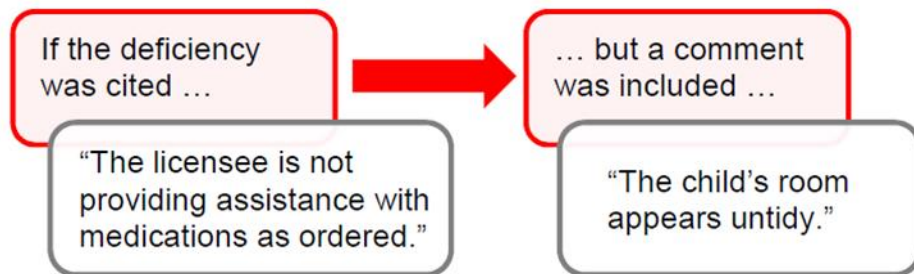 If the deficiency
was cited …
… but a comment
was included …
“The licensee is not
providing assistance with
medications as ordered.”
“The child’s room
appears untidy.”